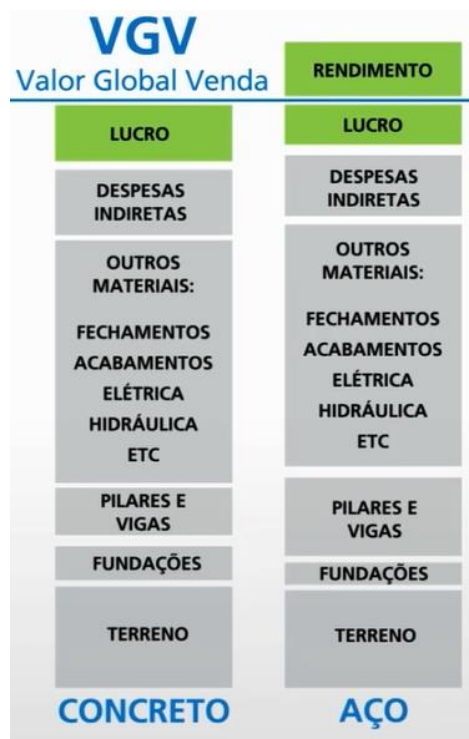 VGV
Valor Global Venda
LUCRO
DESPESAS
INDIRETAS
OUTROS
MATERIAIS:
FECHAMENTOS
ACABAMENTOS
ELÉTRICA
HIDRÁULICA
ETC
PILARES E
VIGAS
FUNDAÇÕES
TERRENO
CONCRETO
RENDIMENTO
LUCRO
DESPESAS
INDIRETAS
OUTROS
MATERIAIS:
FECHAMENTOS
ACABAMENTOS
ELÉTRICA
HIDRÁULICA
ETC
PILARES E
VIGAS
FUNDAÇÕES
TERRENO
AÇO